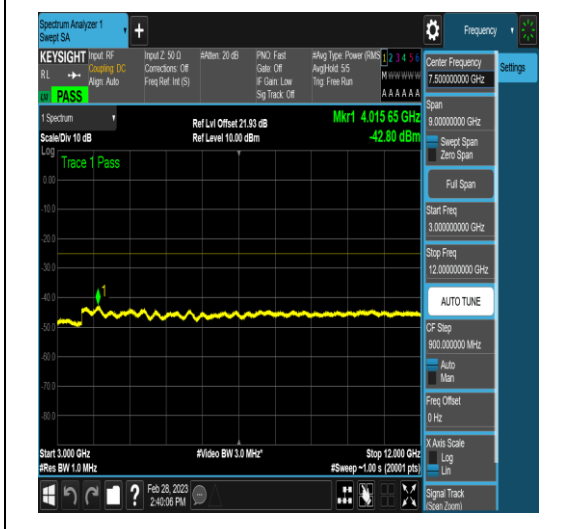 Spectrum Analyzer 1
Swept SA
+
Frequency
KEYSIGHT
RL
Input: RF
Coupling: DC
Align: Auto
Input Z: 50 Ω
Corrections: Off
Freq Ref: Int (S)
#Atten: 20 dB
PNO: Fast
Gate: Off
IF Gain: Low
Sig Track: Off
#Avg Type: Power (RMS
Avg|Hold: 5/5
Trig: Free Run
1 2 3 4 5 6
M W W W W W
A A A A A A
PASS
1 Spectrum
Scale/Div 10 dB
Ref Lvl Offset 21.93 dB
Ref Level 10.00 dBm
Mkr1 4.015 65 GHz
-42.80 dBm
Log
Trace 1 Pass
0.00
-10.0
-20.0
-30.0
-40.0
-50.0
-60.0
-70.0
-80.0
1
Start 3.000 GHz
#Res BW 1.0 MHz
#Video BW 3.0 MHz*
Stop 12.000 GHz
#Sweep ~1.00 s (20001 pts)
?
Feb 28, 2023
2:40:06 PM
Settings
Center Frequency
7.500000000 GHz
Span
9.00000000 GHz
Swept Span
Zero Span
Full Span
Start Freq
3.000000000 GHz
Stop Freq
12.000000000 GHz
AUTO TUNE
CF Step
900.000000 MHz
Auto
Man
Freq Offset
0 Hz
X Axis Scale
Log
Lin
Signal Track
(Span Zoom)